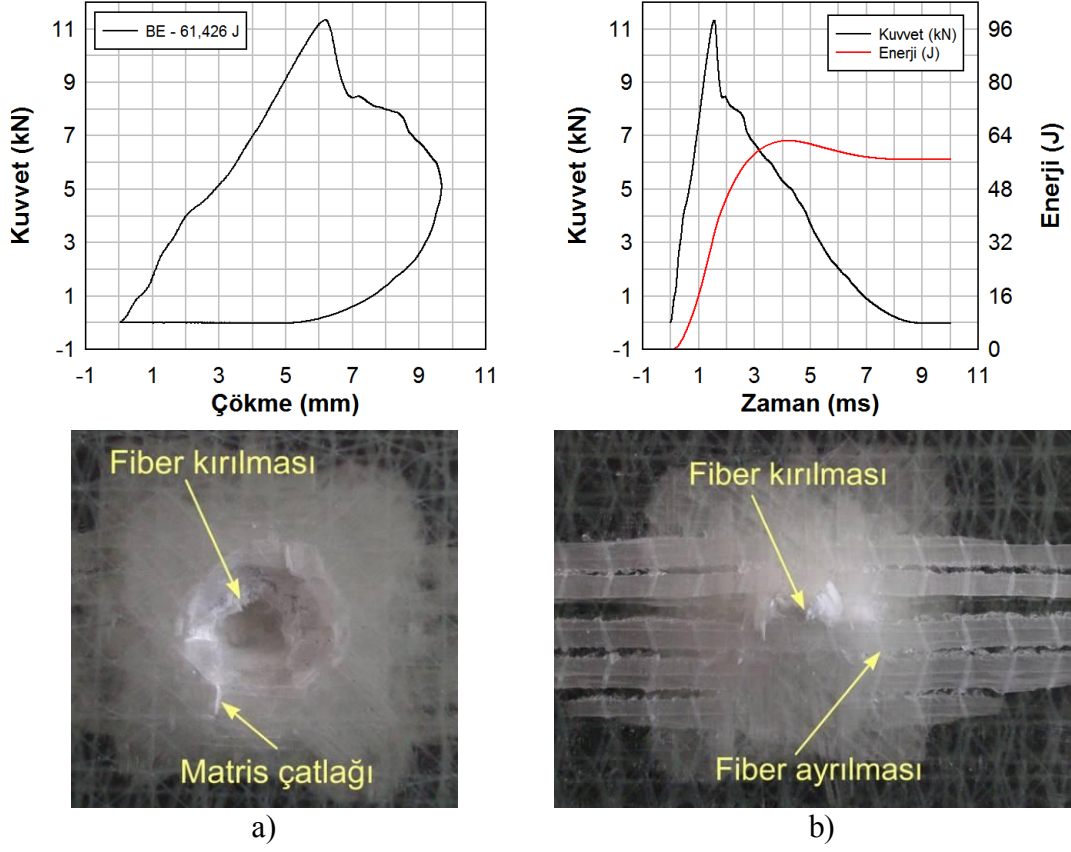 BE - 61,426 J
11
9
7
5
3
1
-1
Kuvvet (kN)
-1 1 3 5 7 9 11
Çökme (mm)
Kuvvet (kN)
Enerji (J)
11
9
7
5
3
1
-1
Kuvvet (kN)
96
80
64
48
32
16
0
Enerji (J)
-1 1 3 5 7 9 11
Zaman (ms)
Fiber kırılması
Matris çatlağı
a)
Fiber kırılması
Fiber ayrılması
b)